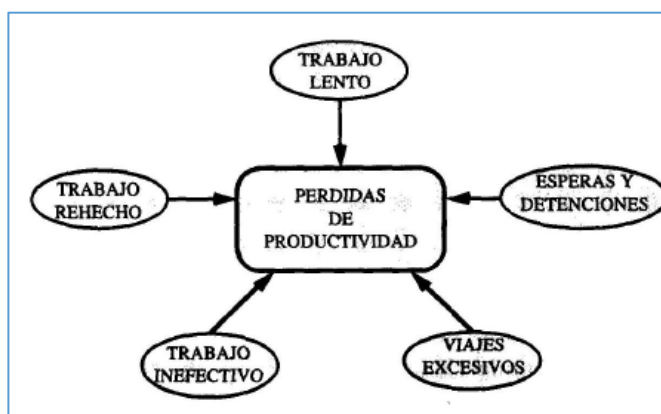 TRABAJO
LENTO
TRABAJO
REHECHO
PERDIDAS
DE
PRODUCTIVIDAD
ESPERAS Y
DETENCIONES
TRABAJO
INEFECTIVO
VIAJES
EXCESIVOS